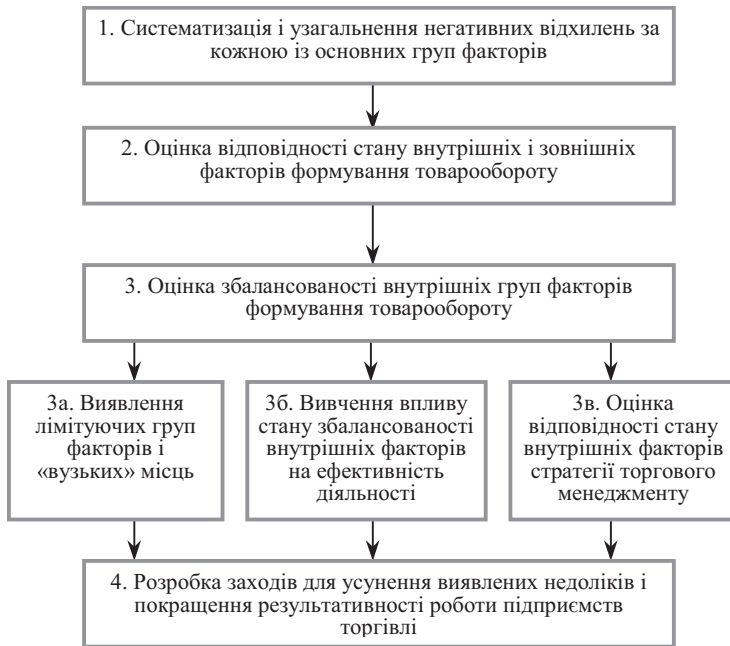 1. Систематизація і узагальнення негативних відхилень за
кожною із основних груп факторів
2. Оцінка відповідності стану внутрішніх і зовнішніх
факторів формування товарообороту
3. Оцінка збалансованості внутрішніх груп факторів
формування товарообороту
3а. Виявлення
лімітуючих груп
факторів і
«вузьких» місць
3б. Вивчення впливу
стану збалансованості
внутрішніх факторів
на ефективність
діяльності
3в. Оцінка
відповідності стану
внутрішніх факторів
стратегії торгового
менеджменту
4. Розробка заходів для усунення виявлених недоліків і
покращення результативності роботи підприємств
торгівлі